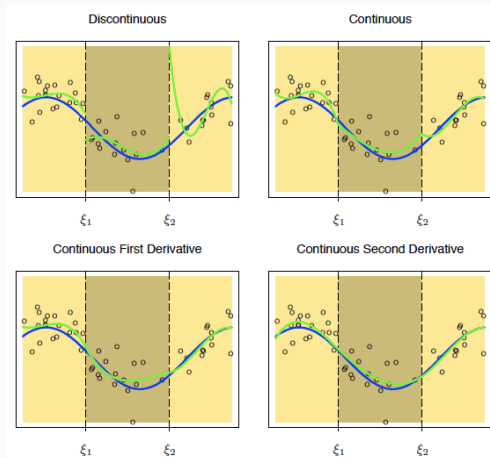 Discontinuous
Continuous
ξ₁ ξ₂
ξ₁ ξ₂
Continuous First Derivative
Continuous Second Derivative
ξ₁ ξ₂
ξ₁ ξ₂